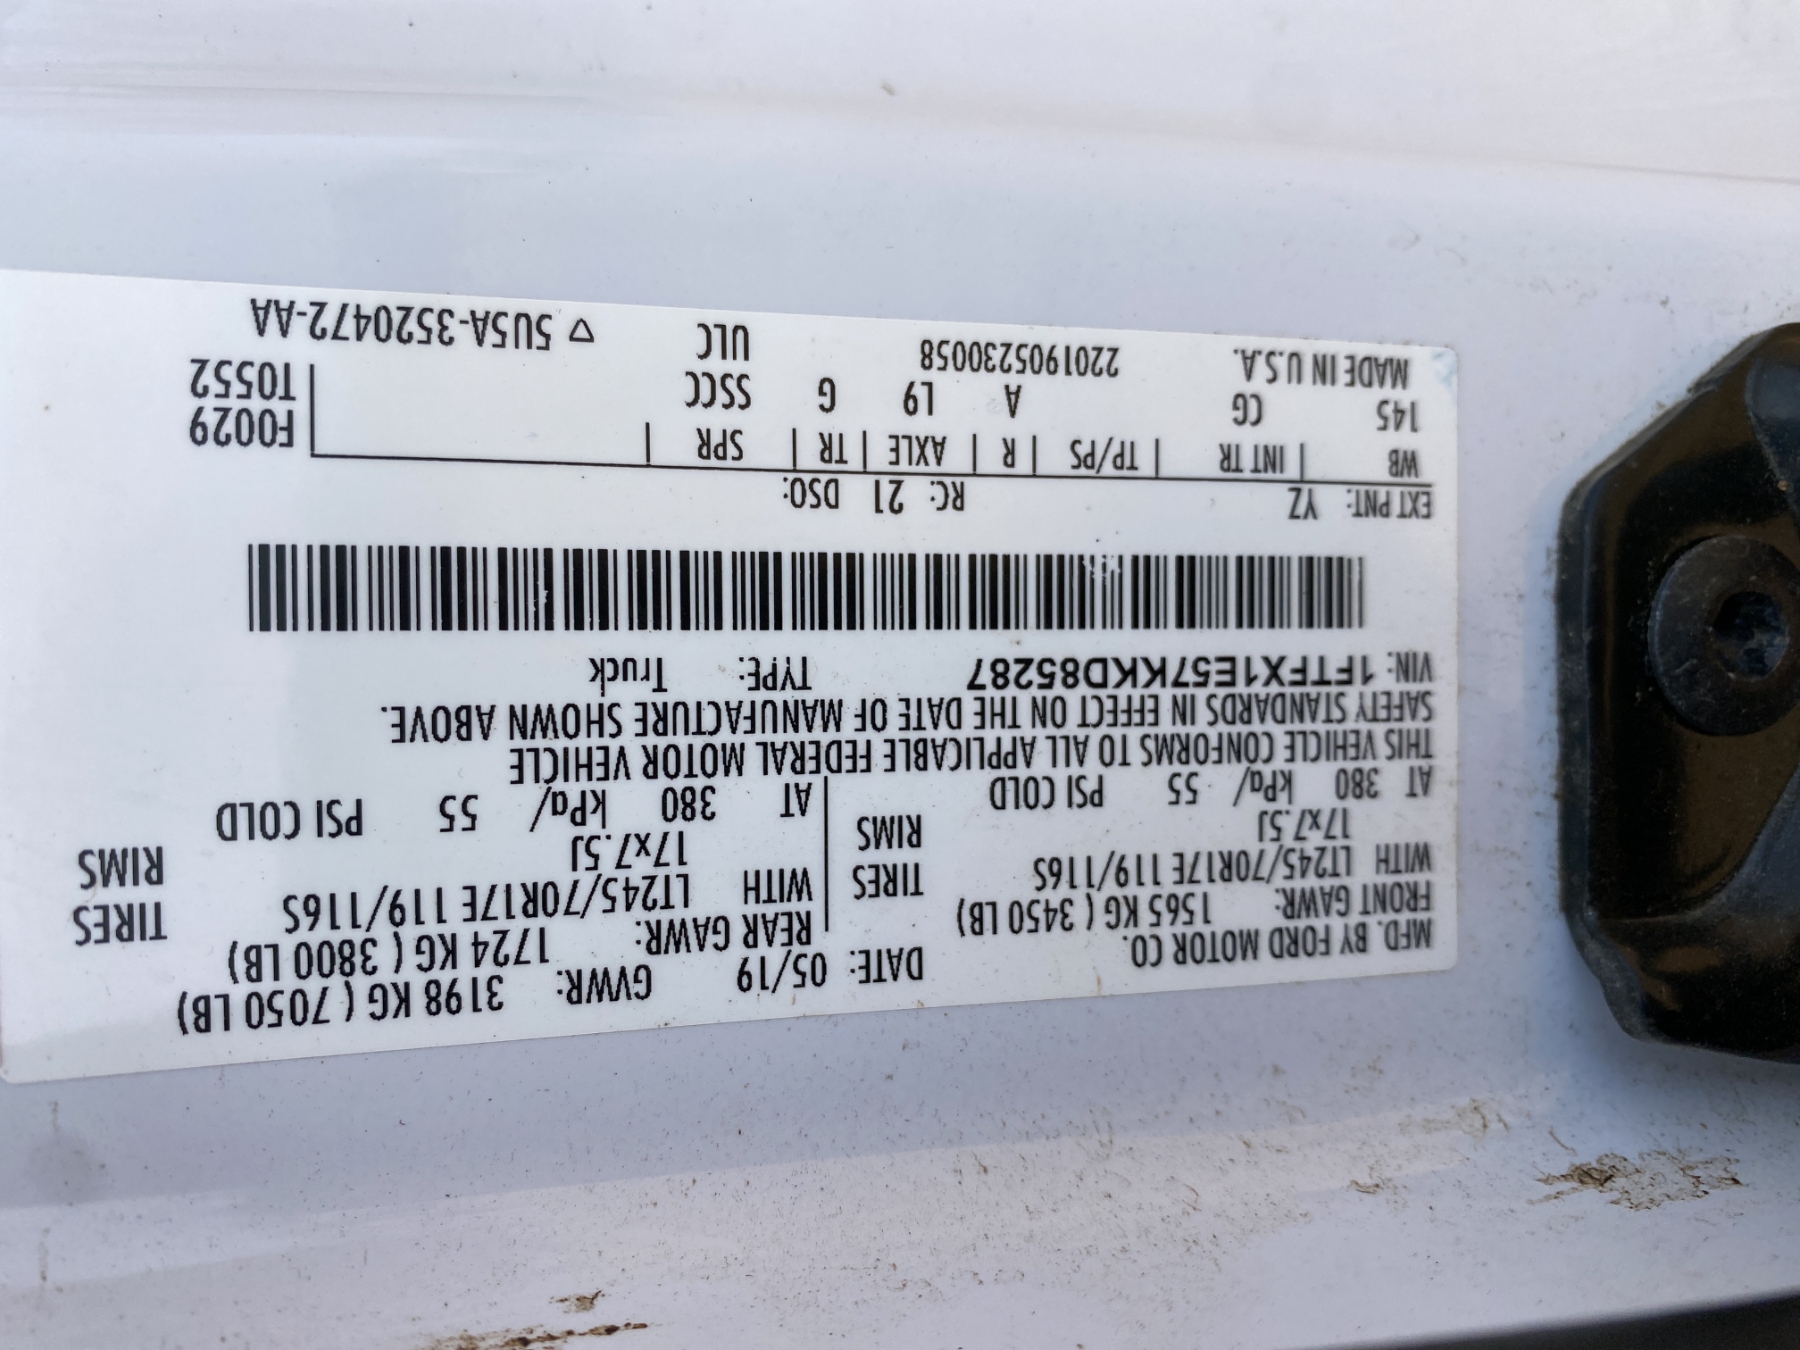 MFD. BY FORD MOTOR CO. DATE: 05/19 GVWR: 3198 KG ( 7050 LB)
FRONT GAWR: 1565 KG ( 3450 LB) REAR GAWR: 1724 KG ( 3800 LB)
WITH LT245/70R17E 119/116S TIRES WITH LT245/70R17E 119/116S TIRES
17x7.5J RIMS 17x7.5J RIMS
AT 380 kPa/ 55 PSI COLD AT 380 kPa/ 55 PSI COLD
THIS VEHICLE CONFORMS TO ALL APPLICABLE FEDERAL MOTOR VEHICLE
SAFETY STANDARDS IN EFFECT ON THE DATE OF MANUFACTURE SHOWN ABOVE.
VIN: 1FTFX1E57KKD85287 TYPE: Truck
EXT PNT: YZ RC: 21 DSO:
WB | INT TR | TP/PS | R | AXLE | TR | SPR | F0029
145 CG A L9 G SSCC T0552
MADE IN U.S.A. 2201905230058 ULC ▽ 5U5A-3520472-AA